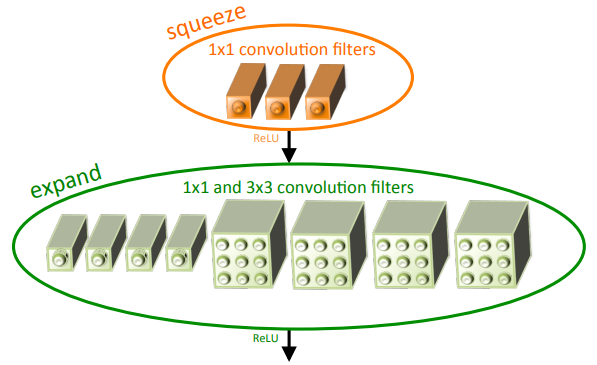 squeeze
1x1 convolution filters
ReLU
expand
1x1 and 3x3 convolution filters
ReLU